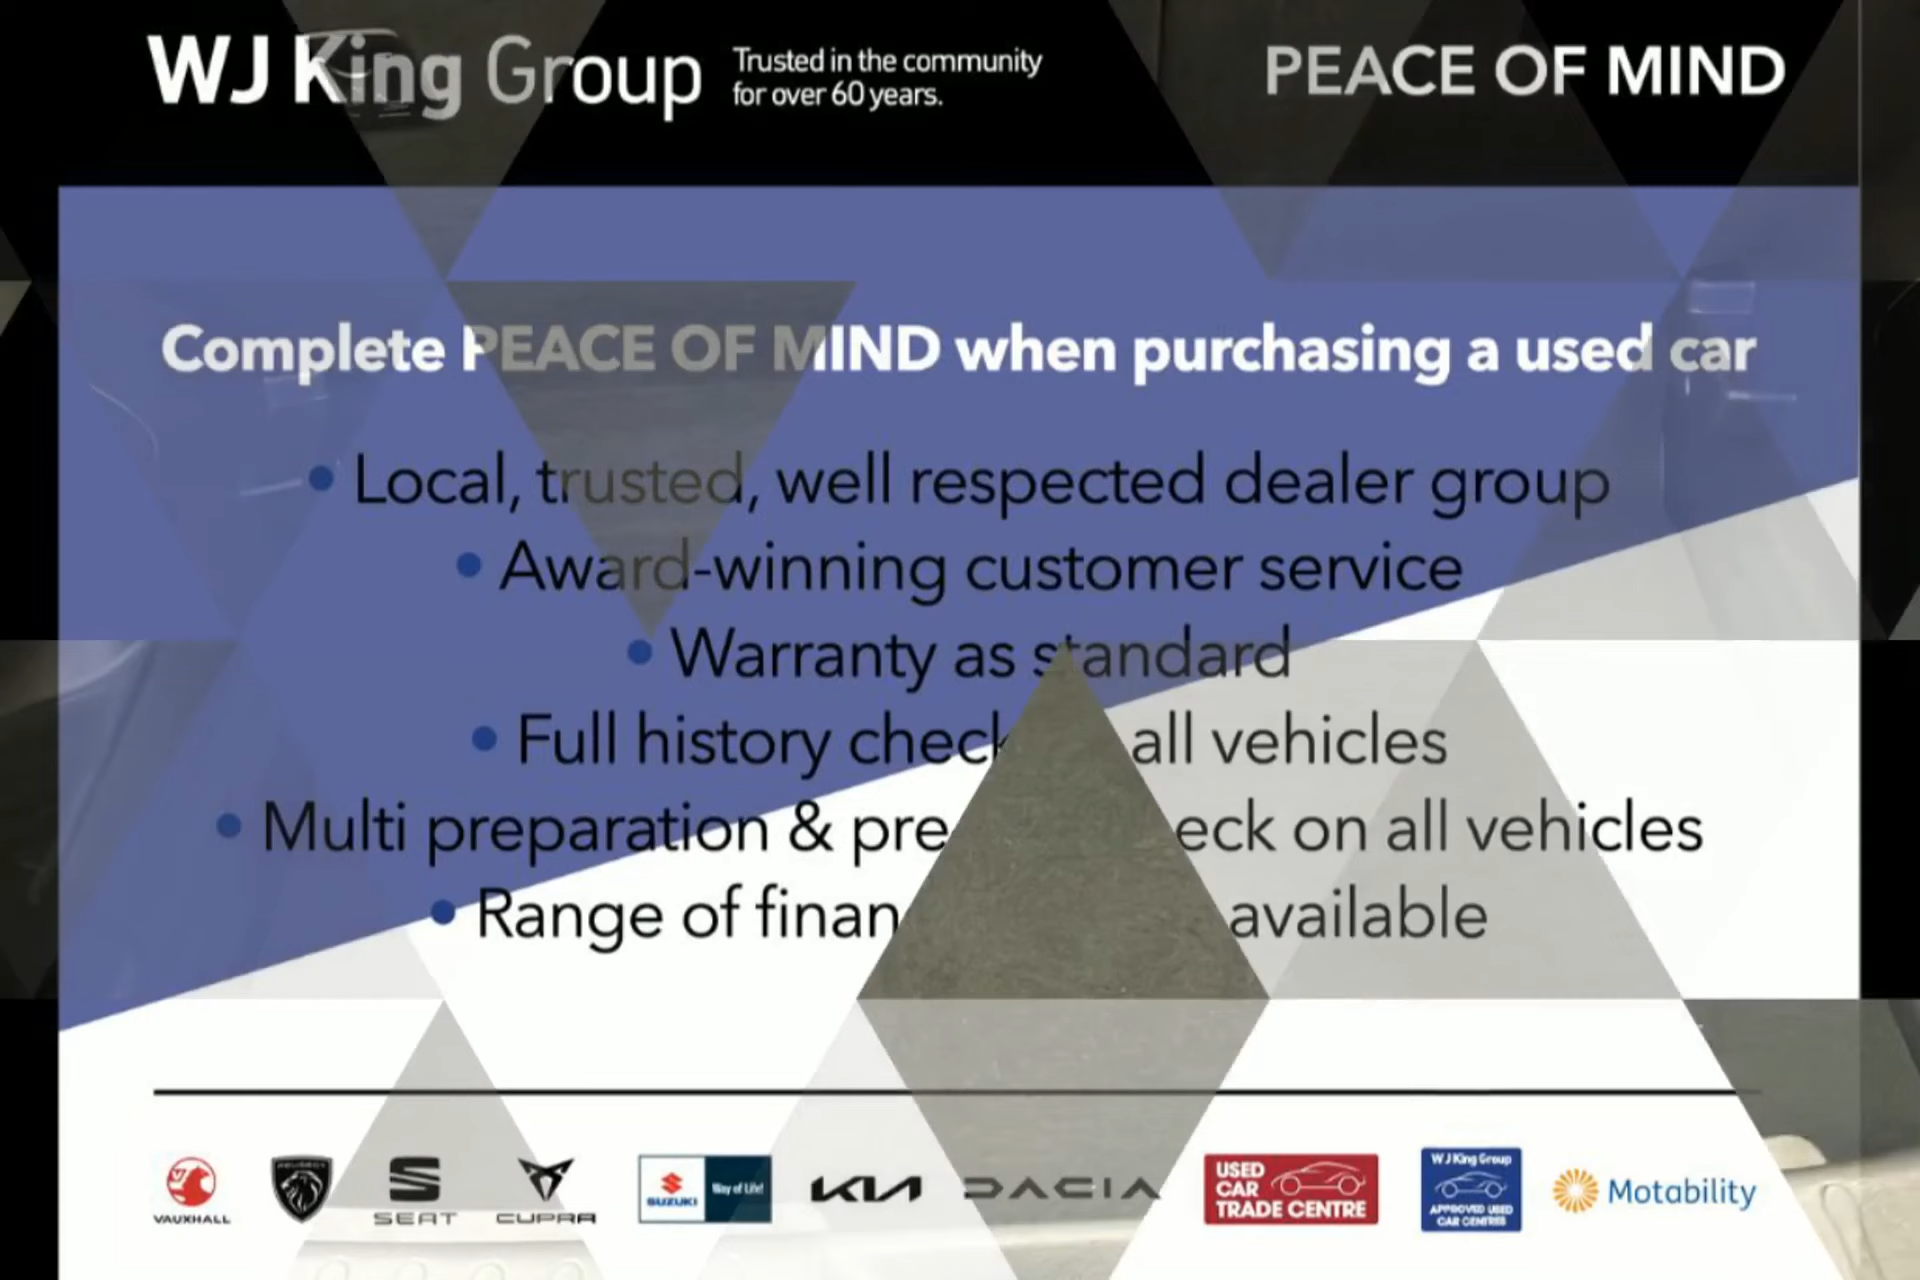 WJ King Group
Trusted in the community
for over 60 years.
PEACE OF MIND
Complete PEACE OF MIND when purchasing a used car
• Local, trusted, well respected dealer group
• Award-winning customer service
• Warranty as standard
• Full history check all vehicles
• Multi preparation & pre eck on all vehicles
• Range of finan available
VAUXHALL
PEUGEOT
SEAT
CUPRA
SUZUKI
Way of Life!
KIA
DACIA
USED
CAR
TRADE CENTRE
WJ King Group
APPROVED USED
CAR CENTRES
Motability